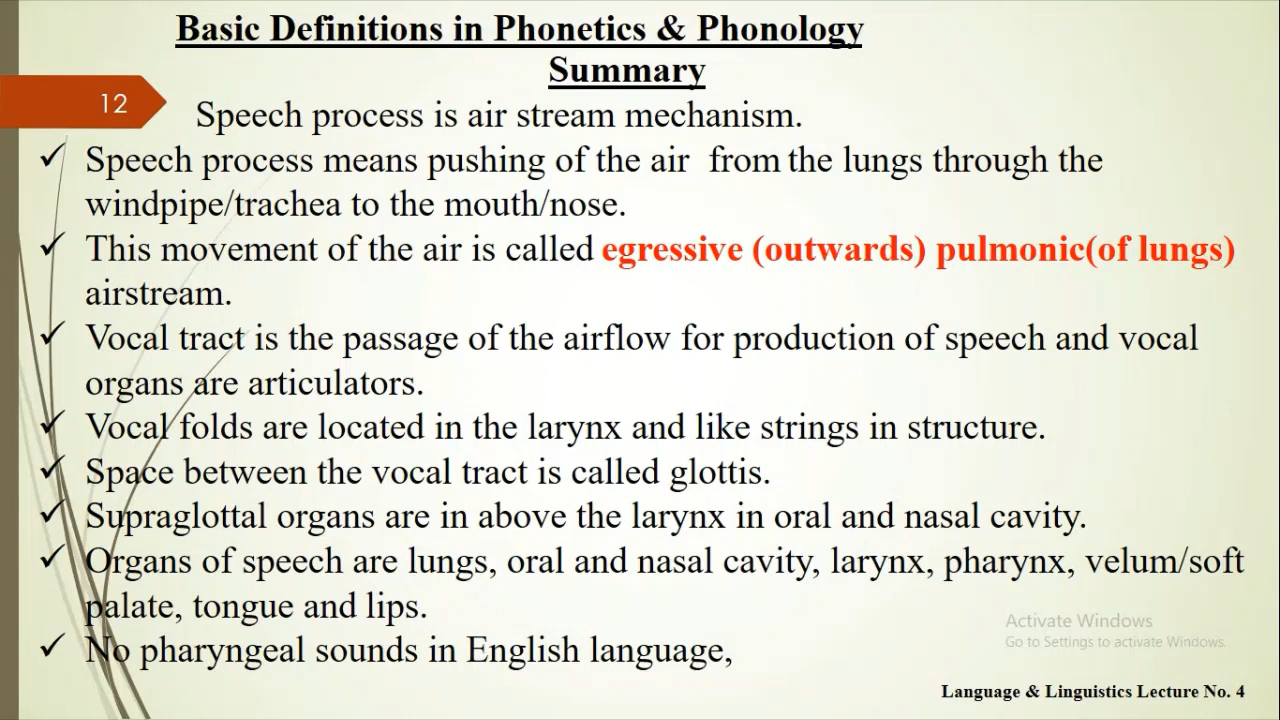 Basic Definitions in Phonetics & Phonology
Summary
12
Speech process is air stream mechanism.
✓ Speech process means pushing of the air from the lungs through the
windpipe/trachea to the mouth/nose.
✓ This movement of the air is called egressive (outwards) pulmonic(of lungs)
airstream.
✓ Vocal tract is the passage of the airflow for production of speech and vocal
organs are articulators.
✓ Vocal folds are located in the larynx and like strings in structure.
✓ Space between the vocal tract is called glottis.
✓ Supraglottal organs are in above the larynx in oral and nasal cavity.
✓ Organs of speech are lungs, oral and nasal cavity, larynx, pharynx, velum/soft
palate, tongue and lips.
✓ No pharyngeal sounds in English language,
Activate Windows
Go to Settings to activate Windows.
Language & Linguistics Lecture No. 4